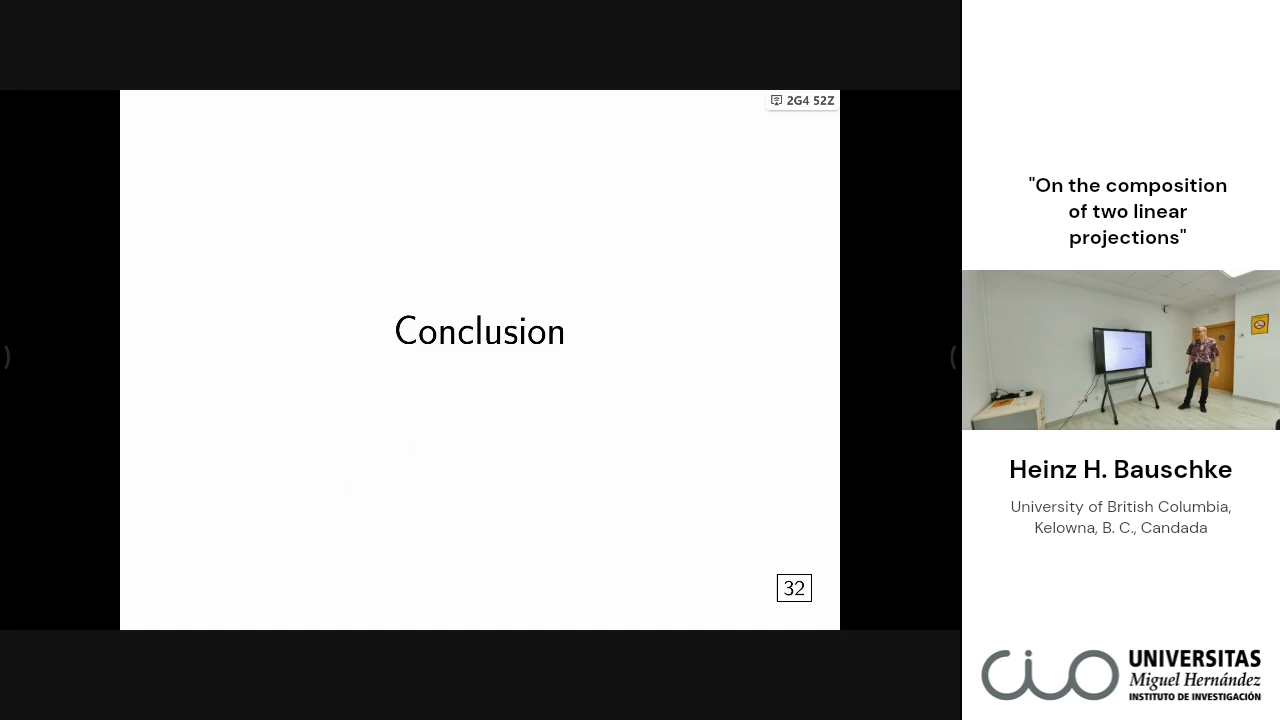 2G4 52Z
Conclusion
32
"On the composition
of two linear
projections"
Heinz H. Bauschke
University of British Columbia,
Kelowna, B. C., Candada
cio
UNIVERSITAS
Miguel Hernández
INSTITUTO DE INVESTIGACIÓN